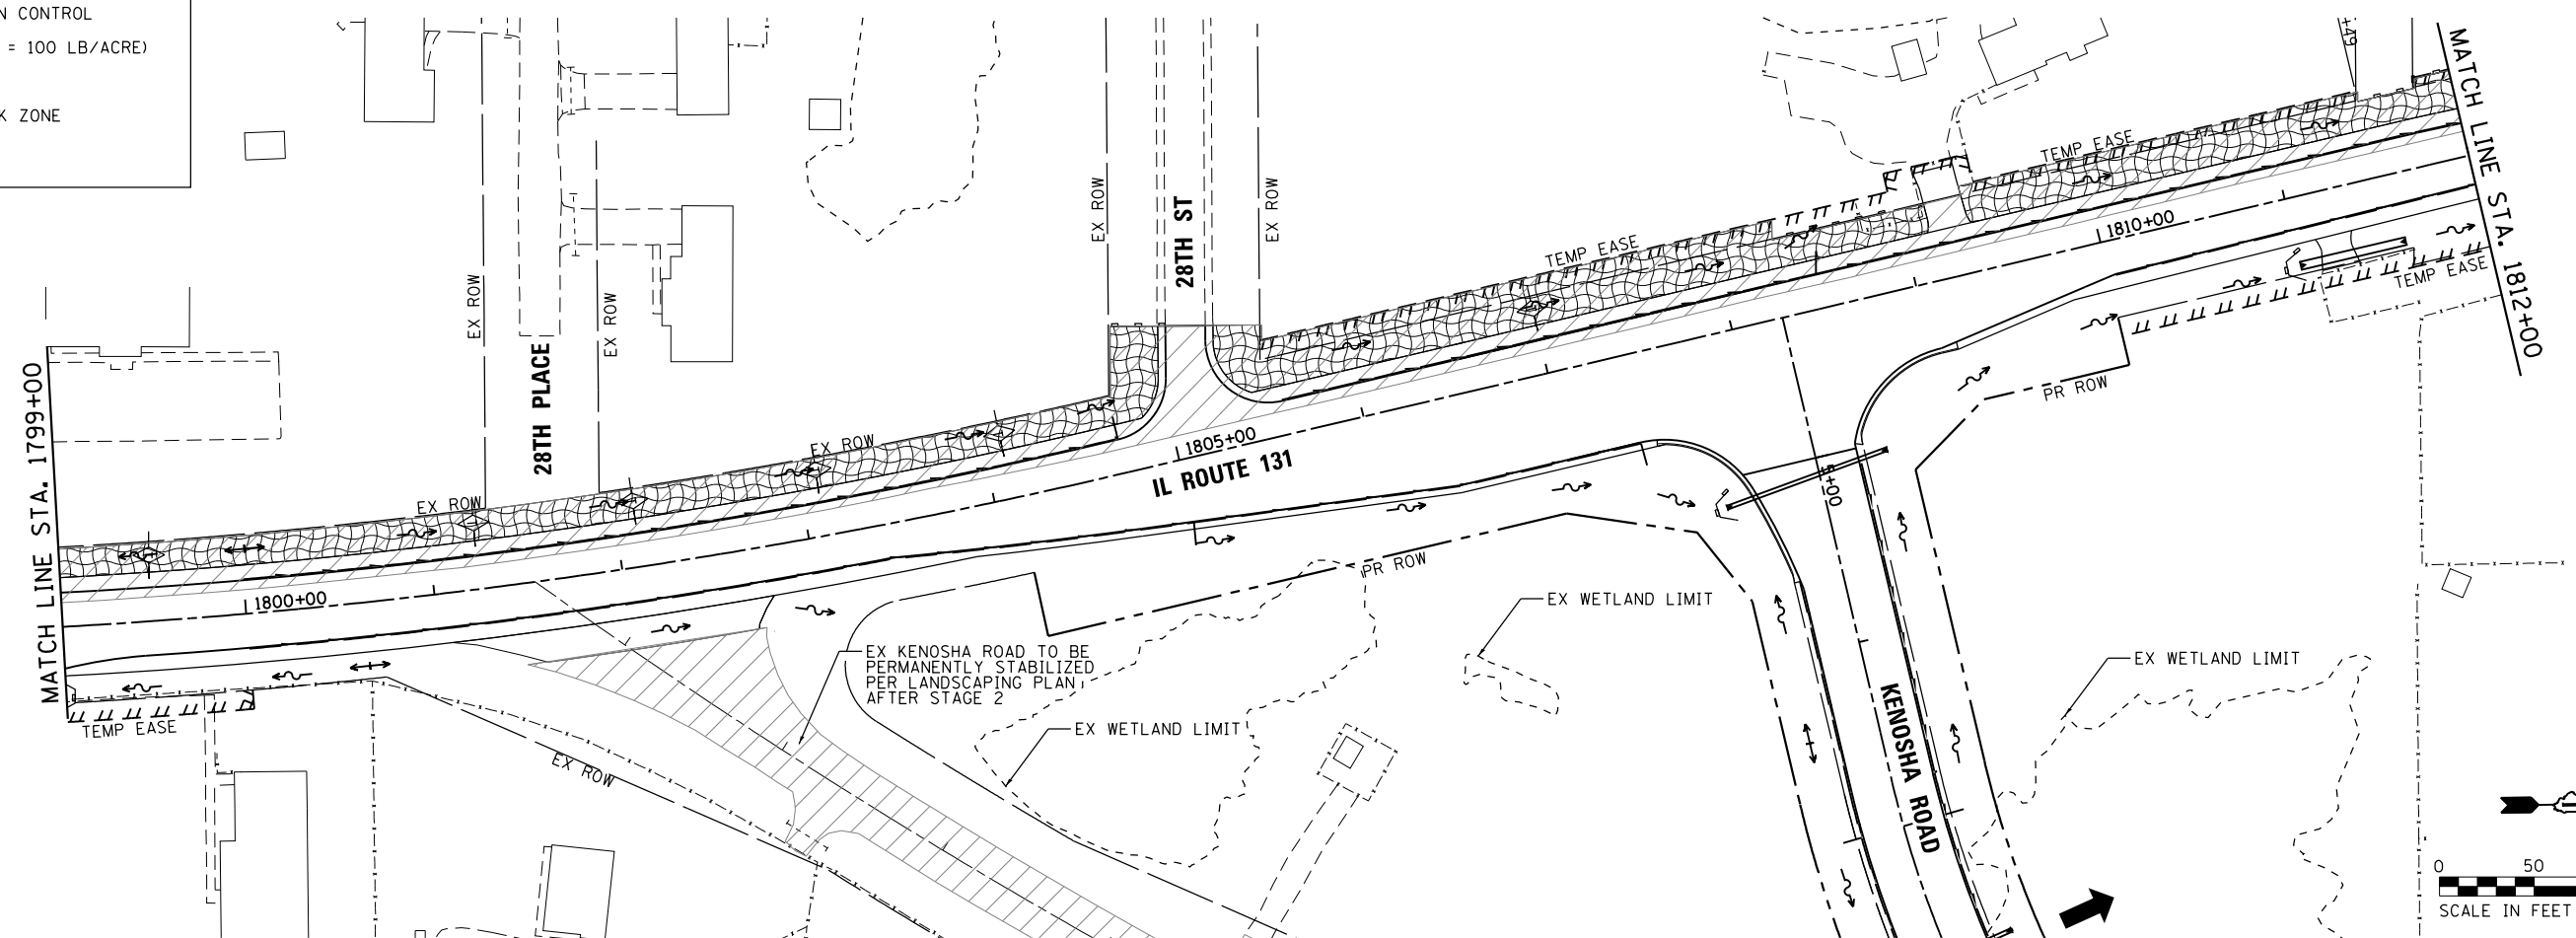 N CONTROL
= 100 LB/ACRE)
K ZONE
+49
MATCH LINE STA. 1812+00
TEMP EASE
TEMP EASE
EX ROW
28TH ST
EX ROW
1810+00
TEMP EASE
EX ROW
EX ROW
28TH PLACE
MATCH LINE STA. 1799+00
PR ROW
EX ROW
1805+00
IL ROUTE 131
+00
EX ROW
PR ROW
1800+00
EX WETLAND LIMIT
EX KENOSHA ROAD TO BE
PERMANENTLY STABILIZED
PER LANDSCAPING PLAN
AFTER STAGE 2
EX WETLAND LIMIT
EX WETLAND LIMIT
TEMP EASE
EX ROW
KENOSHA ROAD
0 50
SCALE IN FEET